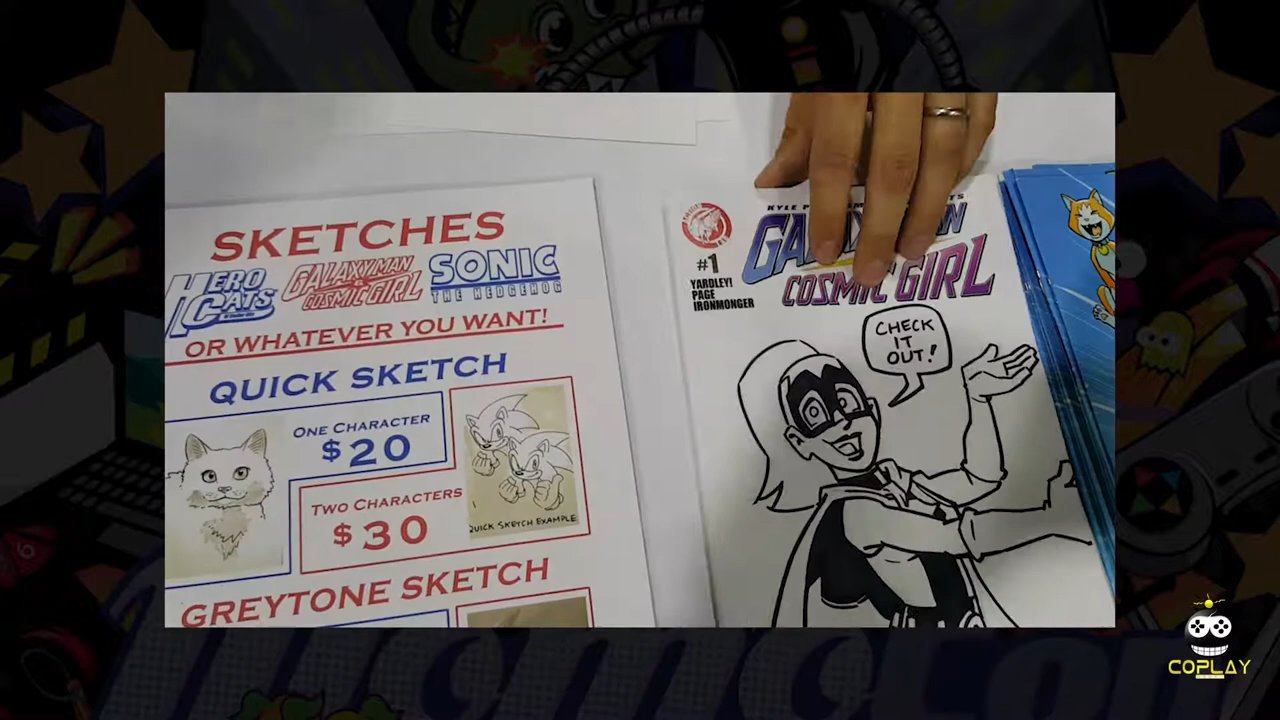 SKETCHES
HERO
CATS
GALAXYMAN
COSMIC GIRL
SONIC
THE HEDGEHOG
OR WHATEVER YOU WANT!
QUICK SKETCH
ONE CHARACTER
$20
TWO CHARACTERS
$30
QUICK SKETCH EXAMPLE
GREYTONE SKETCH
#1
YARDLEY!
PAGE
IRONMONGER
COSMIC GIRL
CHECK
IT
OUT!
COPLAY